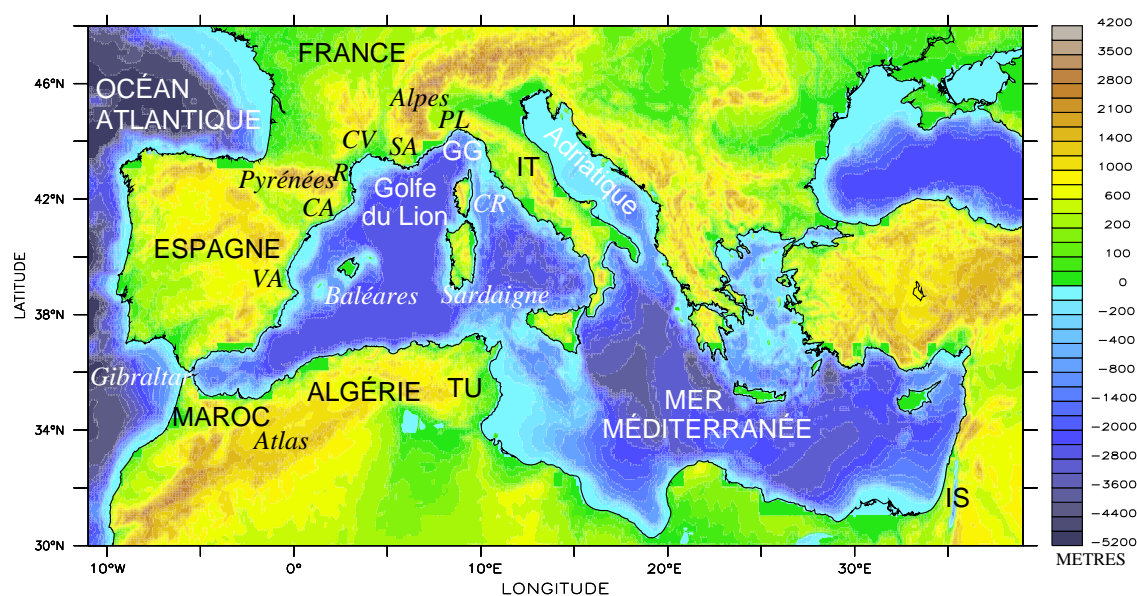 FRANCE
OCÉAN
ATLANTIQUE
Alpes
PL
CV
SA
GG
IT
Adriatique
Pyrénées
R
Golfe
du Lion
CR
CA
ESPAGNE
VA
Baléares
Sardaigne
Gibraltar
MAROC
ALGÉRIE
TU
Atlas
MER
MÉDITERRANÉE
IS
46°N
42°N
38°N
34°N
30°N
LATITUDE
10°W
0°
10°E
20°E
30°E
LONGITUDE
4200
3500
2800
2100
1400
1000
600
200
100
0
−200
−400
−800
−1400
−2000
−2800
−3600
−4400
−5200
METRES